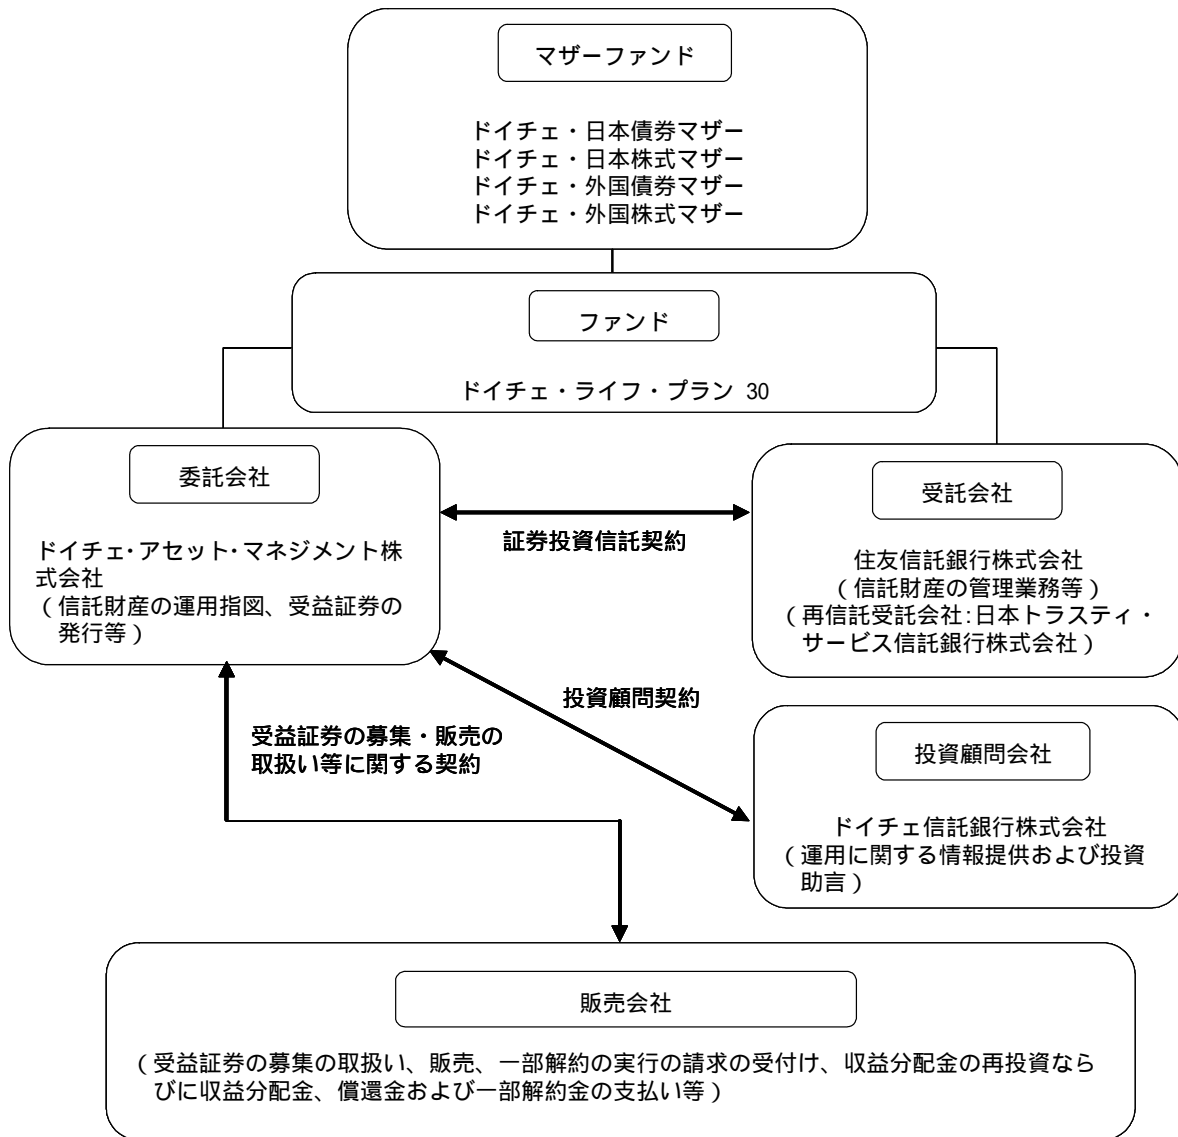 マザーファンド
ドイチェ・日本債券マザー
ドイチェ・日本株式マザー
ドイチェ・外国債券マザー
ドイチェ・外国株式マザー
ファンド
ドイチェ・ライフ・プラン 30
委託会社
ドイチェ・アセット・マネジメント株
式会社
（信託財産の運用指図、受益証券の
発行等）
証券投資信託契約
受託会社
住友信託銀行株式会社
（信託財産の管理業務等）
（再信託受託会社:日本トラスティ・
サービス信託銀行株式会社）
投資顧問契約
受益証券の募集・販売の
取扱い等に関する契約
投資顧問会社
ドイチェ信託銀行株式会社
（運用に関する情報提供および投資
助言）
販売会社
（受益証券の募集の取扱い、販売、一部解約の実行の請求の受付け、収益分配金の再投資なら
びに収益分配金、償還金および一部解約金の支払い等）